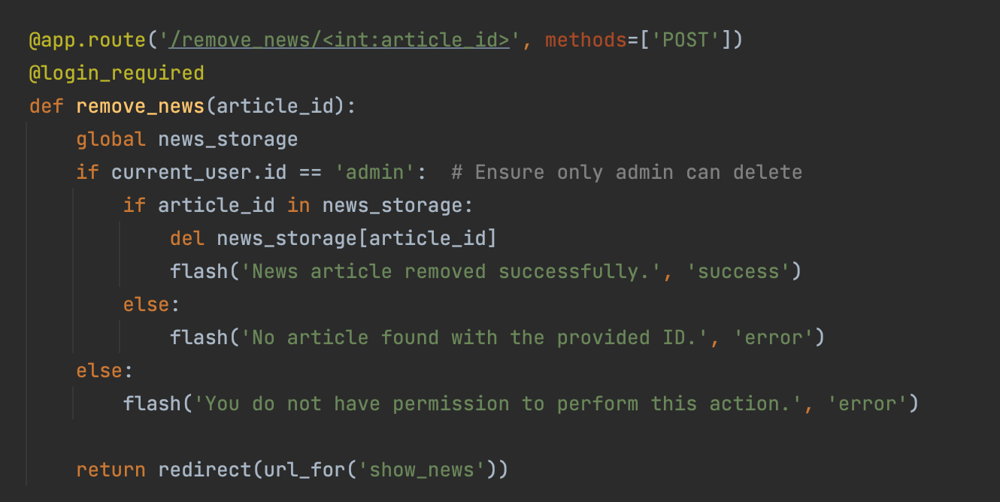 @app.route('/remove_news/<int:article_id>', methods=['POST'])
@login_required
def remove_news(article_id):
    global news_storage
    if current_user.id == 'admin':  # Ensure only admin can delete
        if article_id in news_storage:
            del news_storage[article_id]
            flash('News article removed successfully.', 'success')
        else:
            flash('No article found with the provided ID.', 'error')
    else:
        flash('You do not have permission to perform this action.', 'error')

    return redirect(url_for('show_news'))